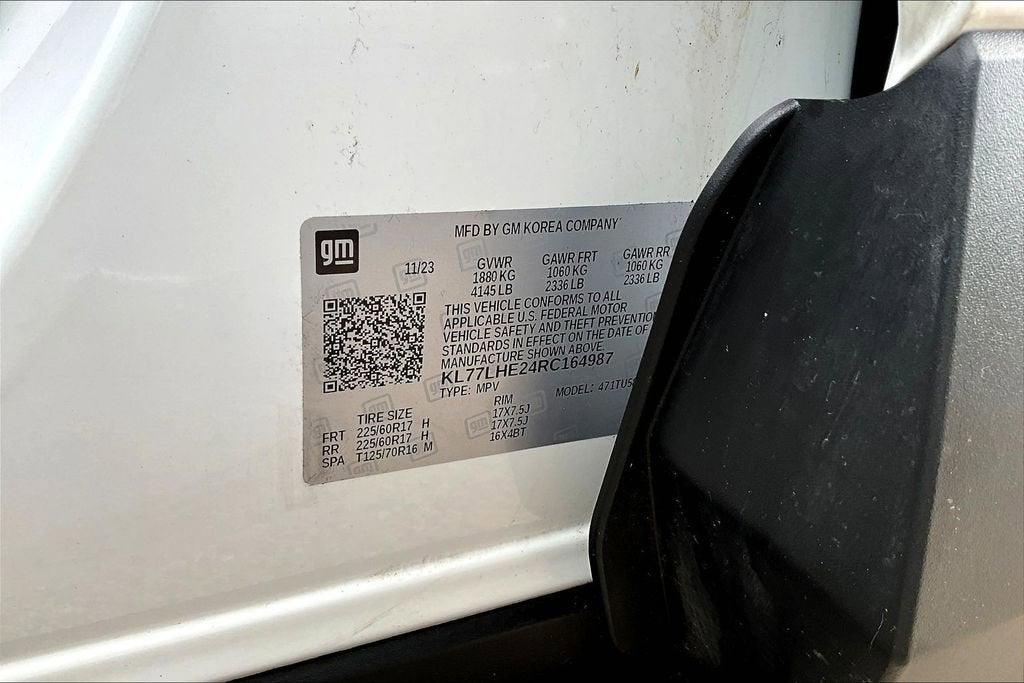 gm
MFD BY GM KOREA COMPANY
11/23
GVWR GAWR FRT GAWR RR
1880 KG 1060 KG 1060 KG
4145 LB 2336 LB 2336 LB
THIS VEHICLE CONFORMS TO ALL
APPLICABLE U.S. FEDERAL MOTOR
VEHICLE SAFETY AND THEFT PREVENTION
STANDARDS IN EFFECT ON THE DATE OF
MANUFACTURE SHOWN ABOVE.
KL77LHE24RC164987
TYPE: MPV MODEL:
TIRE SIZE RIM
FRT 225/60R17 H 17X7.5J
RR 225/60R17 H 17X7.5J
SPA T125/70R16 M 16X4BT